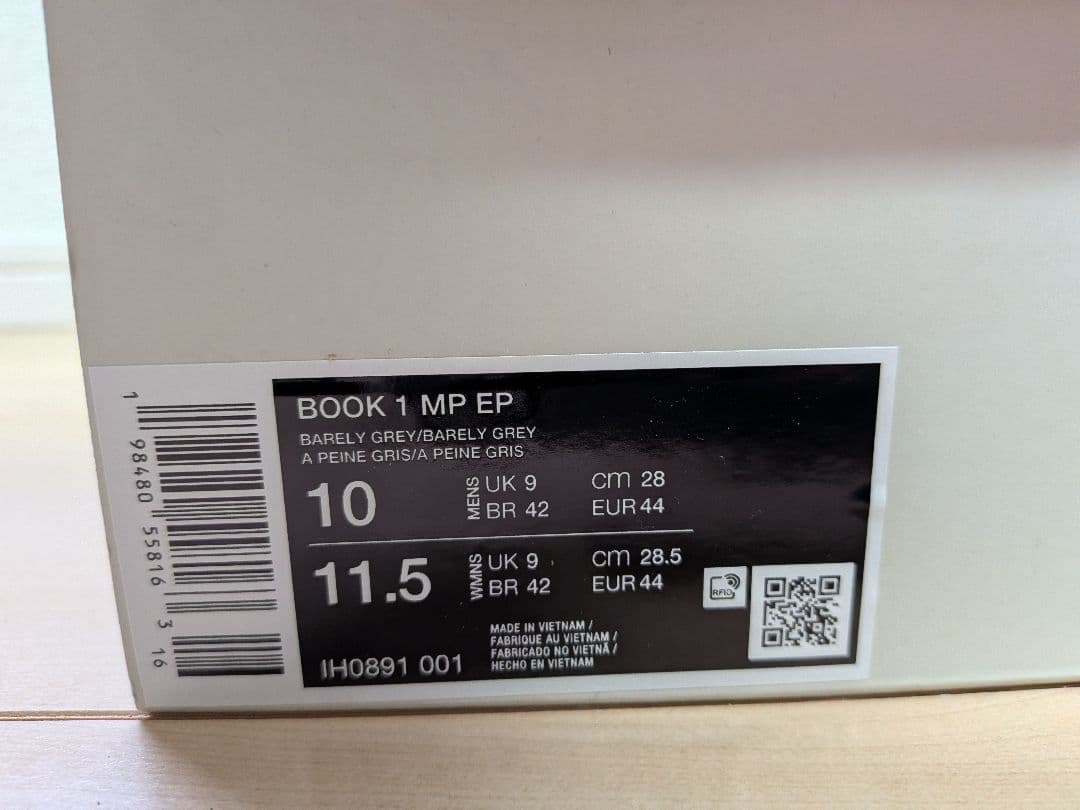 BOOK 1 MP EP
BARELY GREY/BARELY GREY
A PEINE GRIS/A PEINE GRIS
10 MENS UK 9 cm 28
BR 42 EUR 44
11.5 WMNS UK 9 cm 28.5
BR 42 EUR 44
RFID
MADE IN VIETNAM /
FABRIQUE AU VIETNAM /
FABRICADO NO VIETNÃ /
HECHO EN VIETNAM
IH0891 001
1 98480 55816 3 16